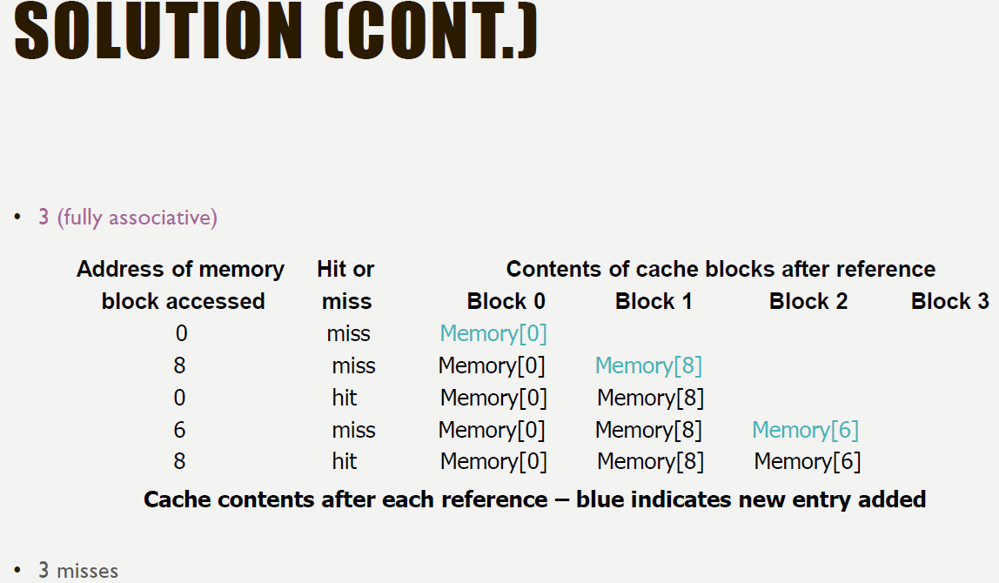 SOLUTION (CONT.)
• 3 (fully associative)
Address of memory Hit or Contents of cache blocks after reference
block accessed miss Block 0 Block 1 Block 2 Block 3
0 miss Memory[0]
8 miss Memory[0] Memory[8]
0 hit Memory[0] Memory[8]
6 miss Memory[0] Memory[8] Memory[6]
8 hit Memory[0] Memory[8] Memory[6]
Cache contents after each reference – blue indicates new entry added
• 3 misses